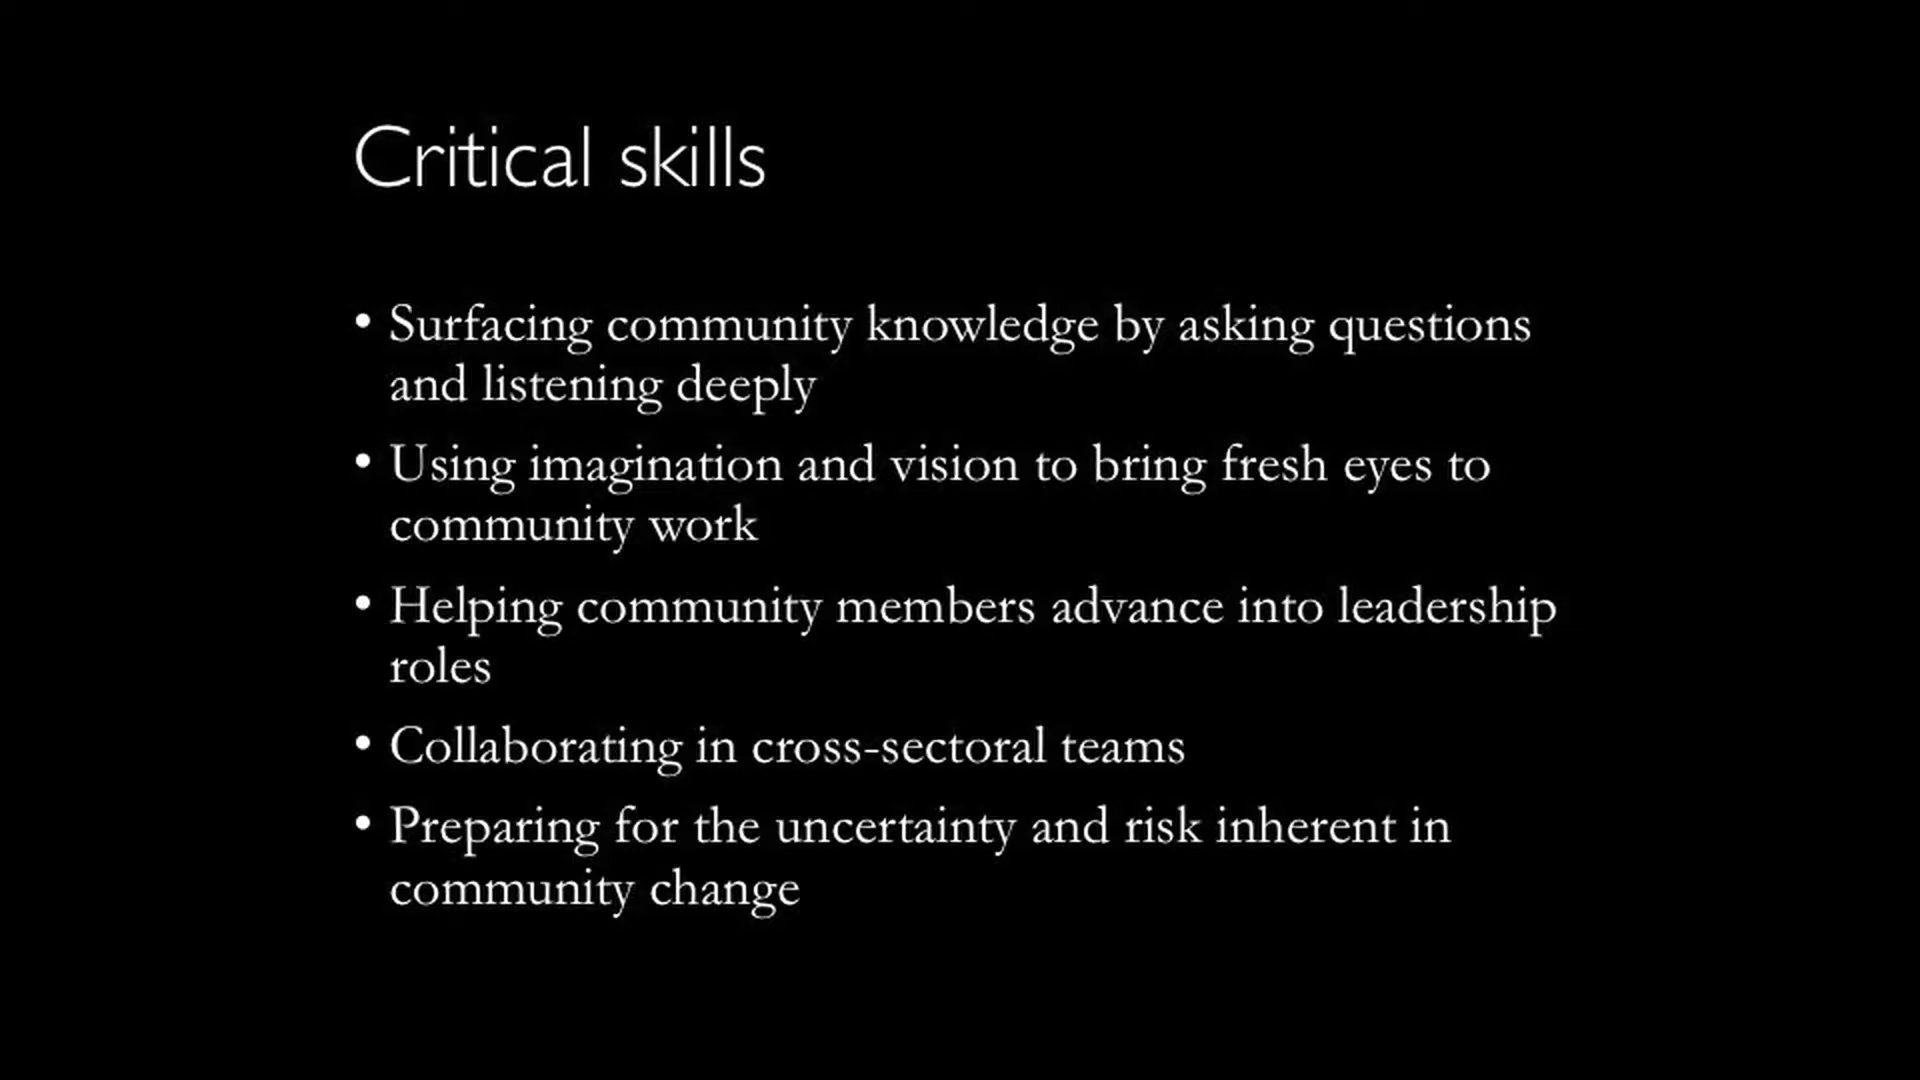 Critical skills
• Surfacing community knowledge by asking questions
and listening deeply
• Using imagination and vision to bring fresh eyes to
community work
• Helping community members advance into leadership
roles
• Collaborating in cross-sectoral teams
• Preparing for the uncertainty and risk inherent in
community change